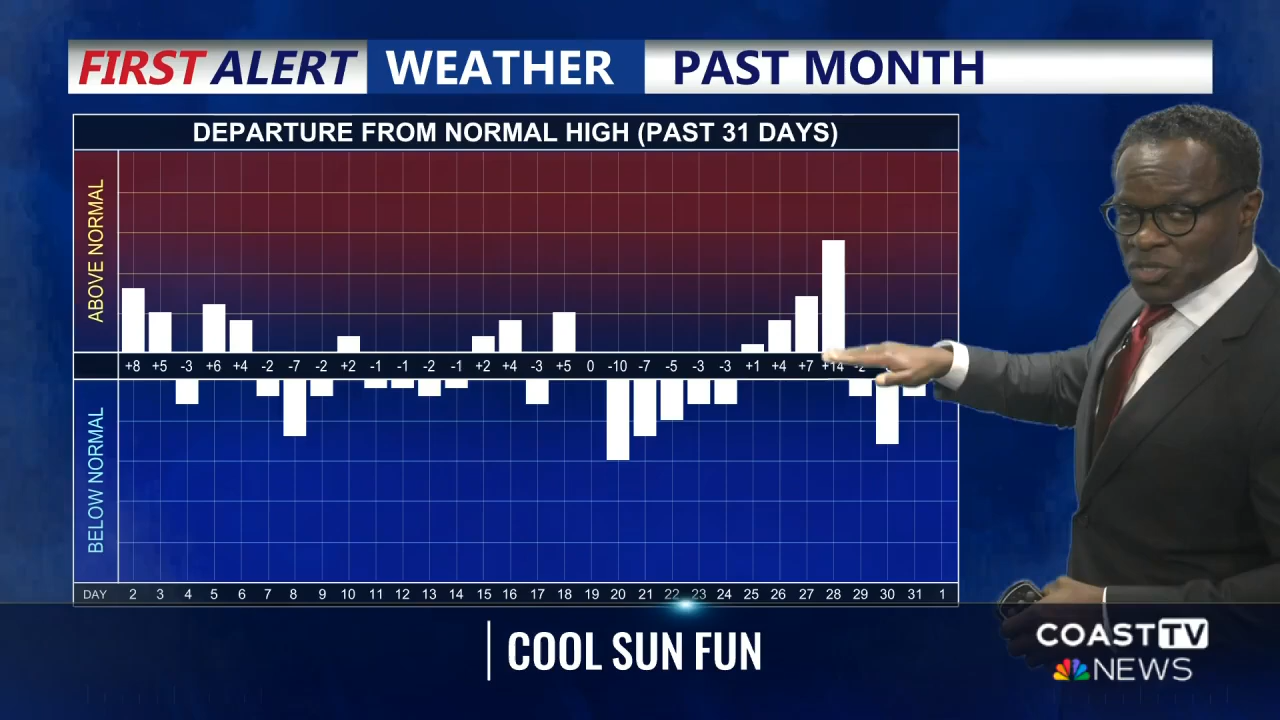 FIRST ALERT WEATHER PAST MONTH
DEPARTURE FROM NORMAL HIGH (PAST 31 DAYS)
ABOVE NORMAL
+8 +5 -3 +6 +4 -2 -7 -2 +2 -1 -1 -2 -1 +2 +4 -3 +5 0 -10 -7 -5 -3 -3 +1 +4 +7 +14 -2
BELOW NORMAL
DAY 2 3 4 5 6 7 8 9 10 11 12 13 14 15 16 17 18 19 20 21 22 23 24 25 26 27 28 29 30 31 1
COOL SUN FUN
COAST TV
NEWS